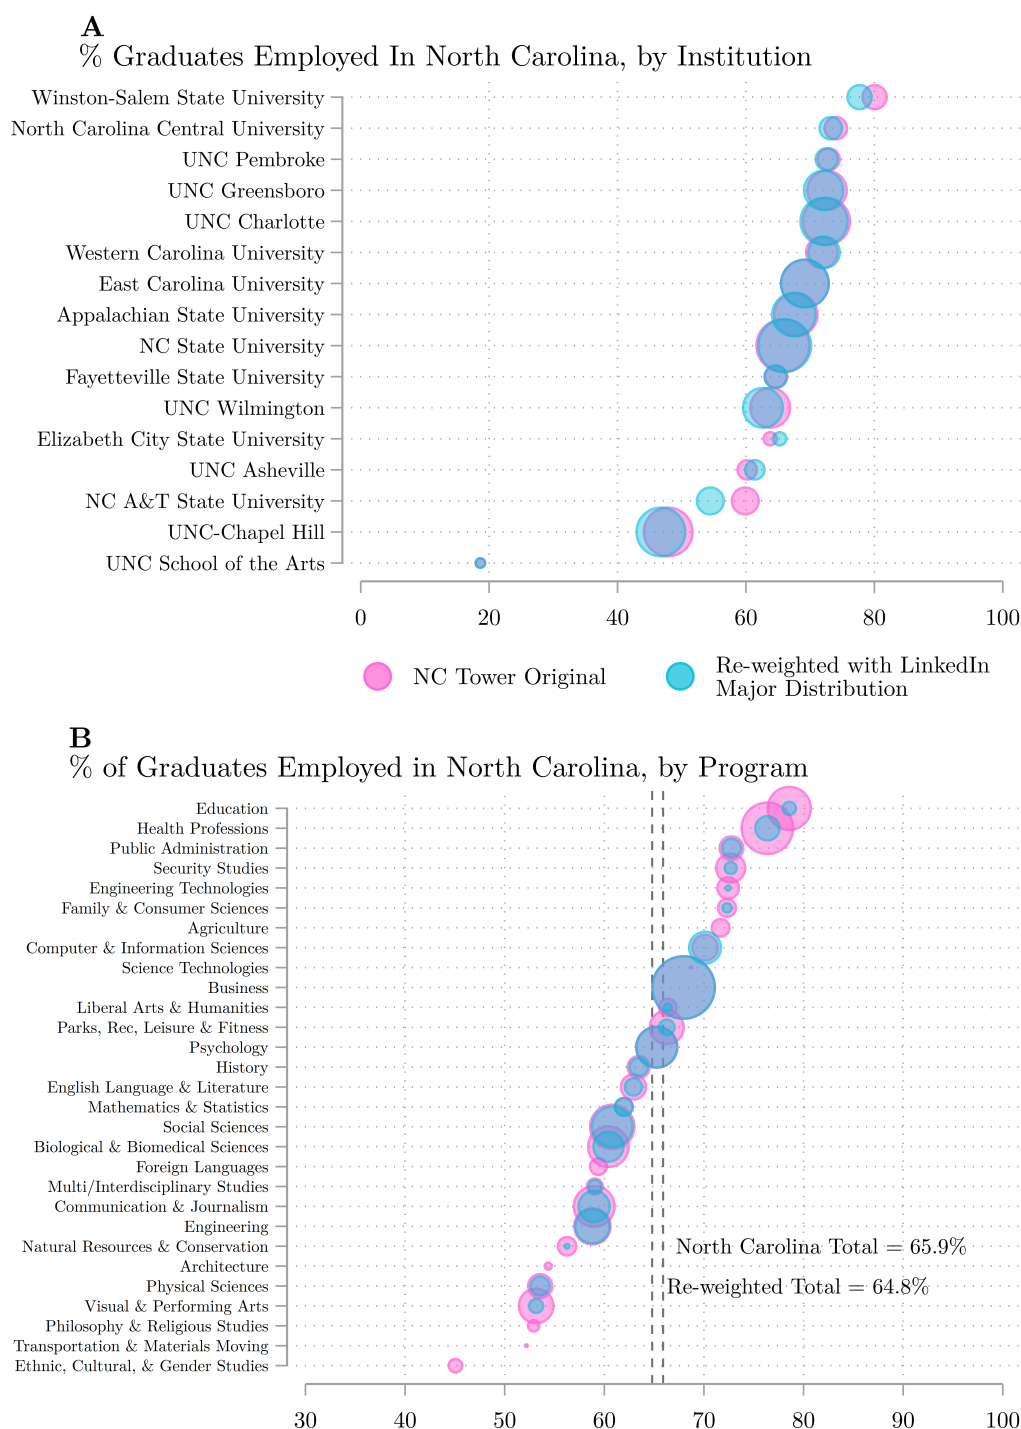 A
% Graduates Employed In North Carolina, by Institution
Winston-Salem State University
North Carolina Central University
UNC Pembroke
UNC Greensboro
UNC Charlotte
Western Carolina University
East Carolina University
Appalachian State University
NC State University
Fayetteville State University
UNC Wilmington
Elizabeth City State University
UNC Asheville
NC A&T State University
UNC-Chapel Hill
UNC School of the Arts
0 20 40 60 80 100
NC Tower Original
Re-weighted with LinkedIn
Major Distribution
B
% of Graduates Employed in North Carolina, by Program
Education
Health Professions
Public Administration
Security Studies
Engineering Technologies
Family & Consumer Sciences
Agriculture
Computer & Information Sciences
Science Technologies
Business
Liberal Arts & Humanities
Parks, Rec, Leisure & Fitness
Psychology
History
English Language & Literature
Mathematics & Statistics
Social Sciences
Biological & Biomedical Sciences
Foreign Languages
Multi/Interdisciplinary Studies
Communication & Journalism
Engineering
Natural Resources & Conservation
North Carolina Total = 65.9%
Architecture
Physical Sciences
Re-weighted Total = 64.8%
Visual & Performing Arts
Philosophy & Religious Studies
Transportation & Materials Moving
Ethnic, Cultural, & Gender Studies
30 40 50 60 70 80 90 100